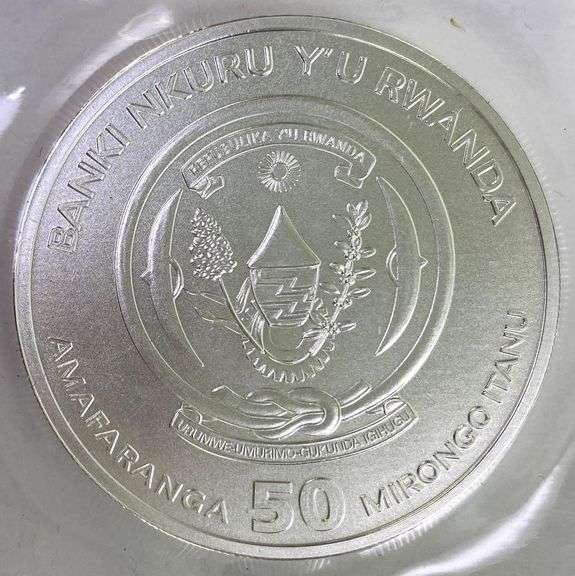 BANKI NKURU Y'U RWANDA
REPUBULIKA Y'U RWANDA
UBUMWE-UMURIMO-GUKUNDA IGIHUGU
AMAFARANGA 50 MIRONGO ITANU